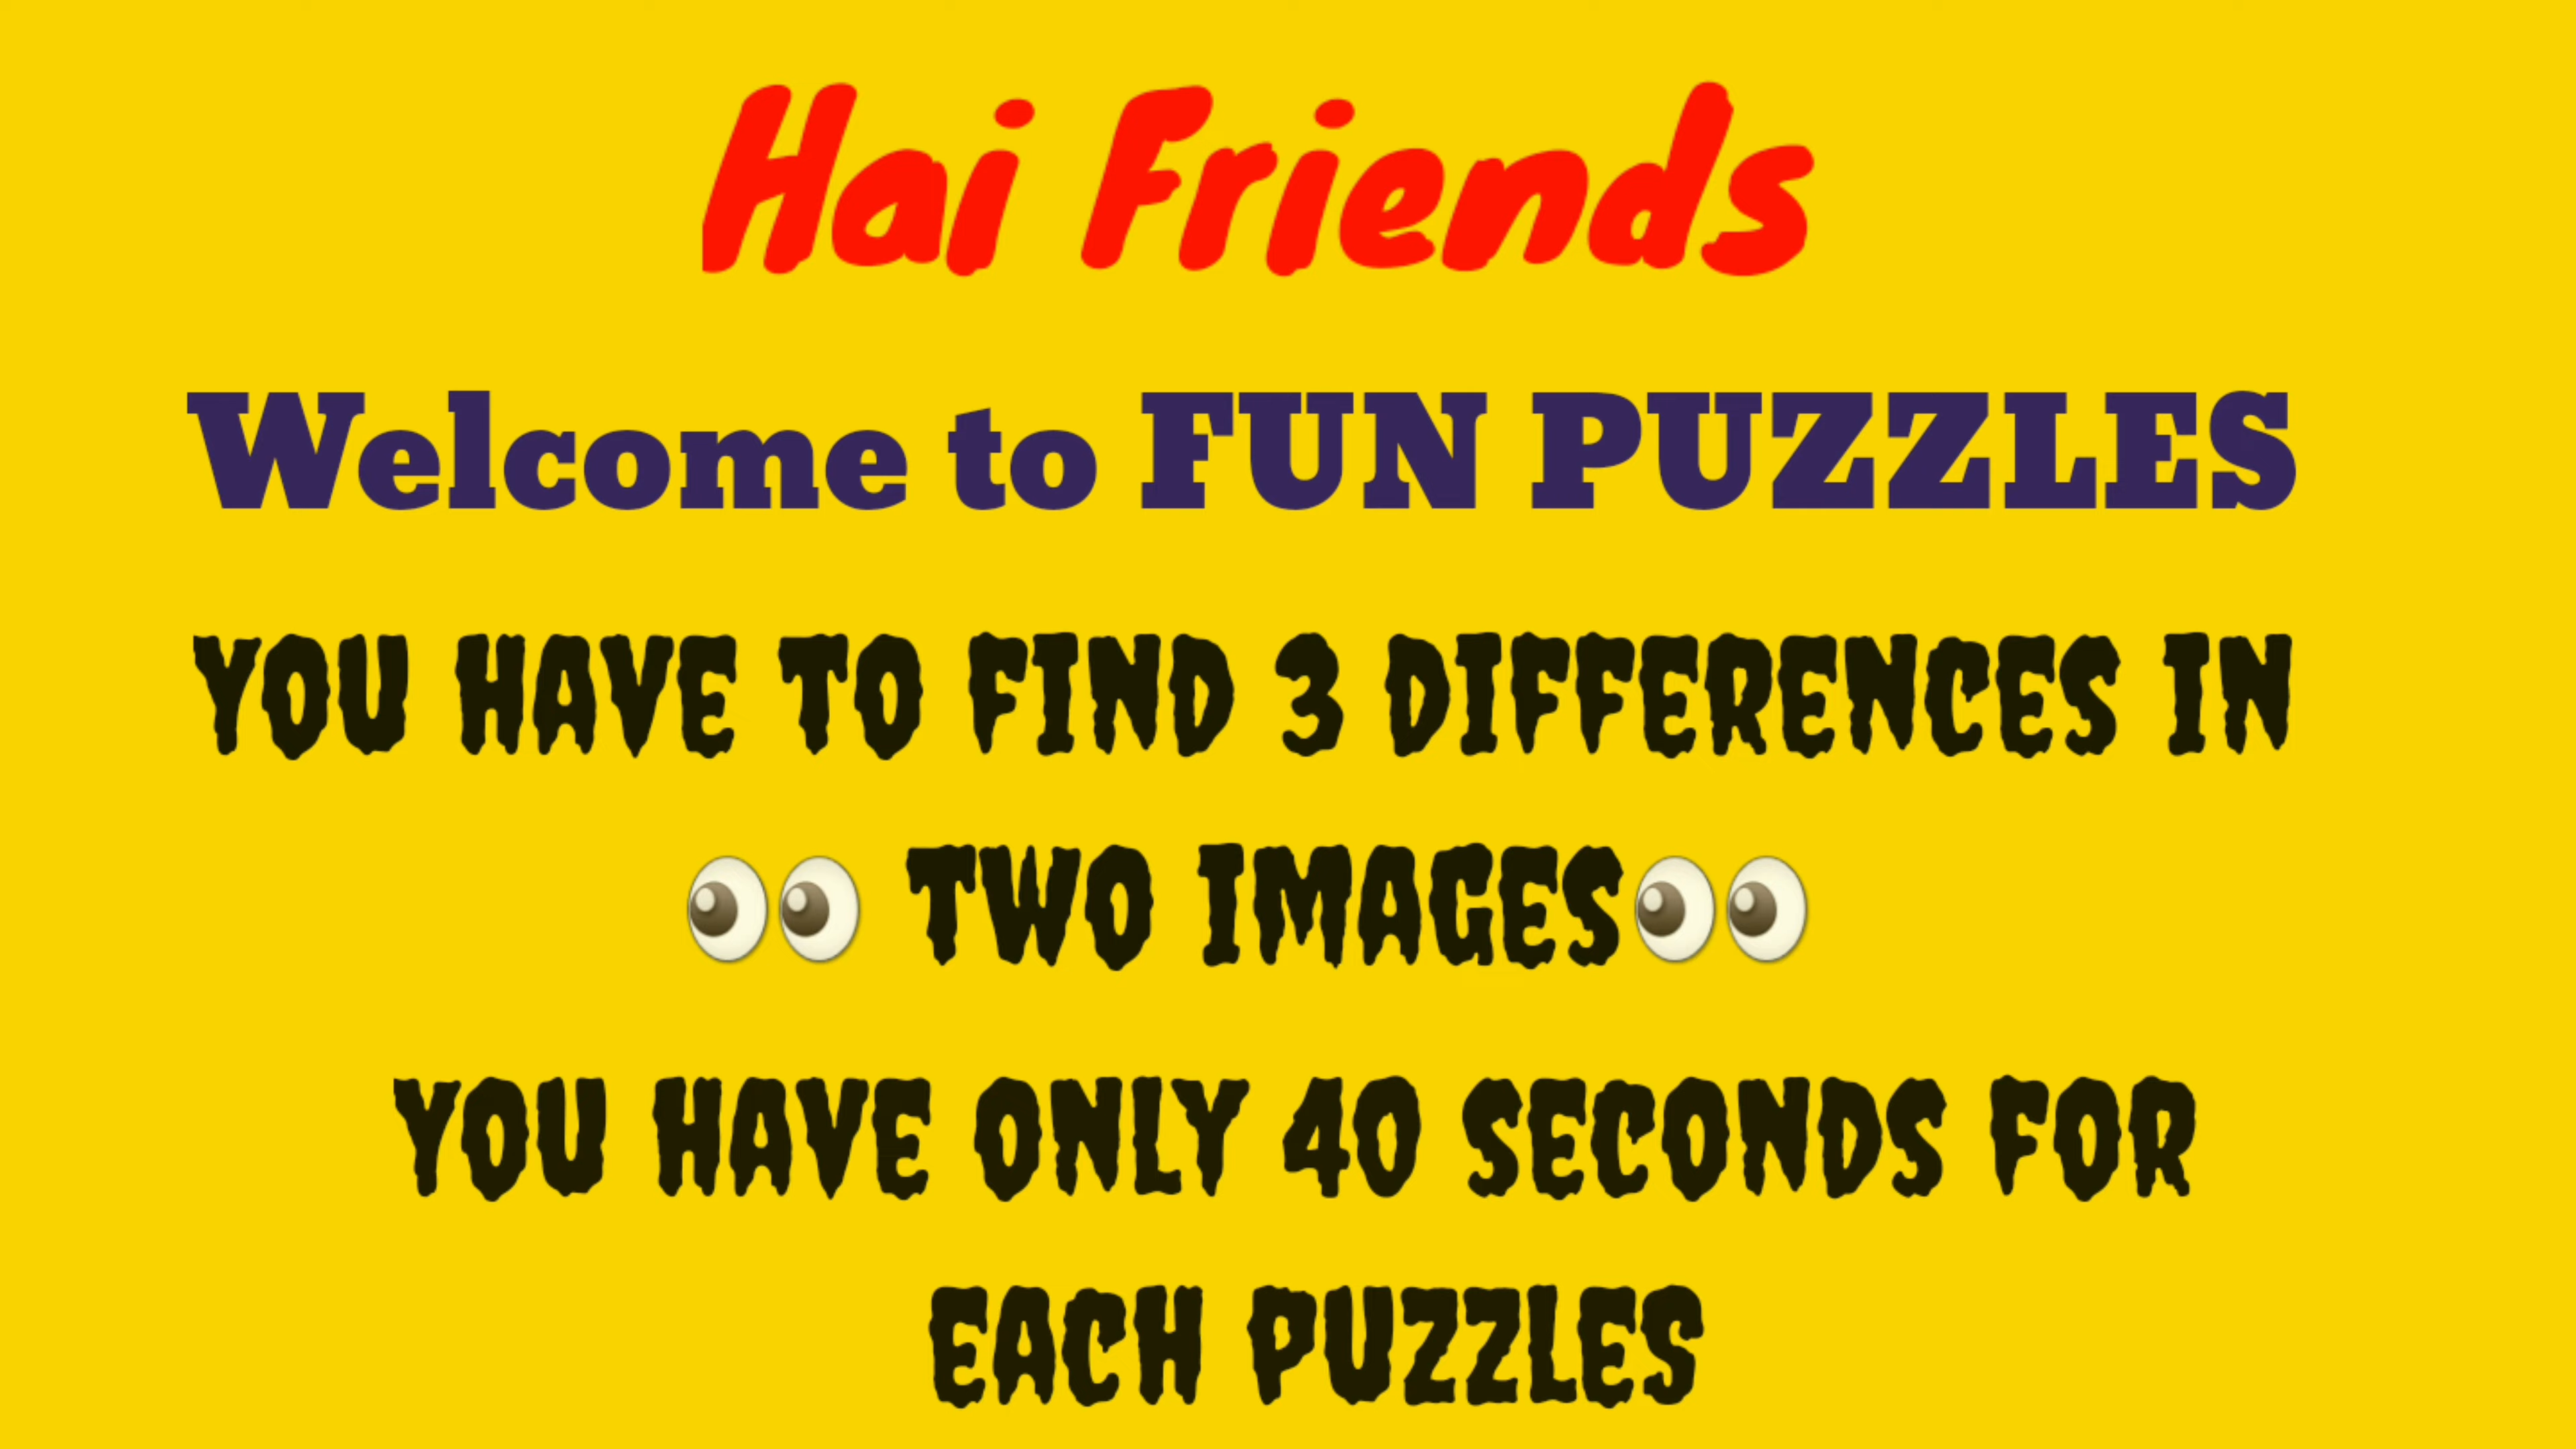 Hai Friends
Welcome to FUN PUZZLES
YOU HAVE TO FIND 3 DIFFERENCES IN
👀 TWO IMAGES👀
YOU HAVE ONLY 40 SECONDS FOR
EACH PUZZLES